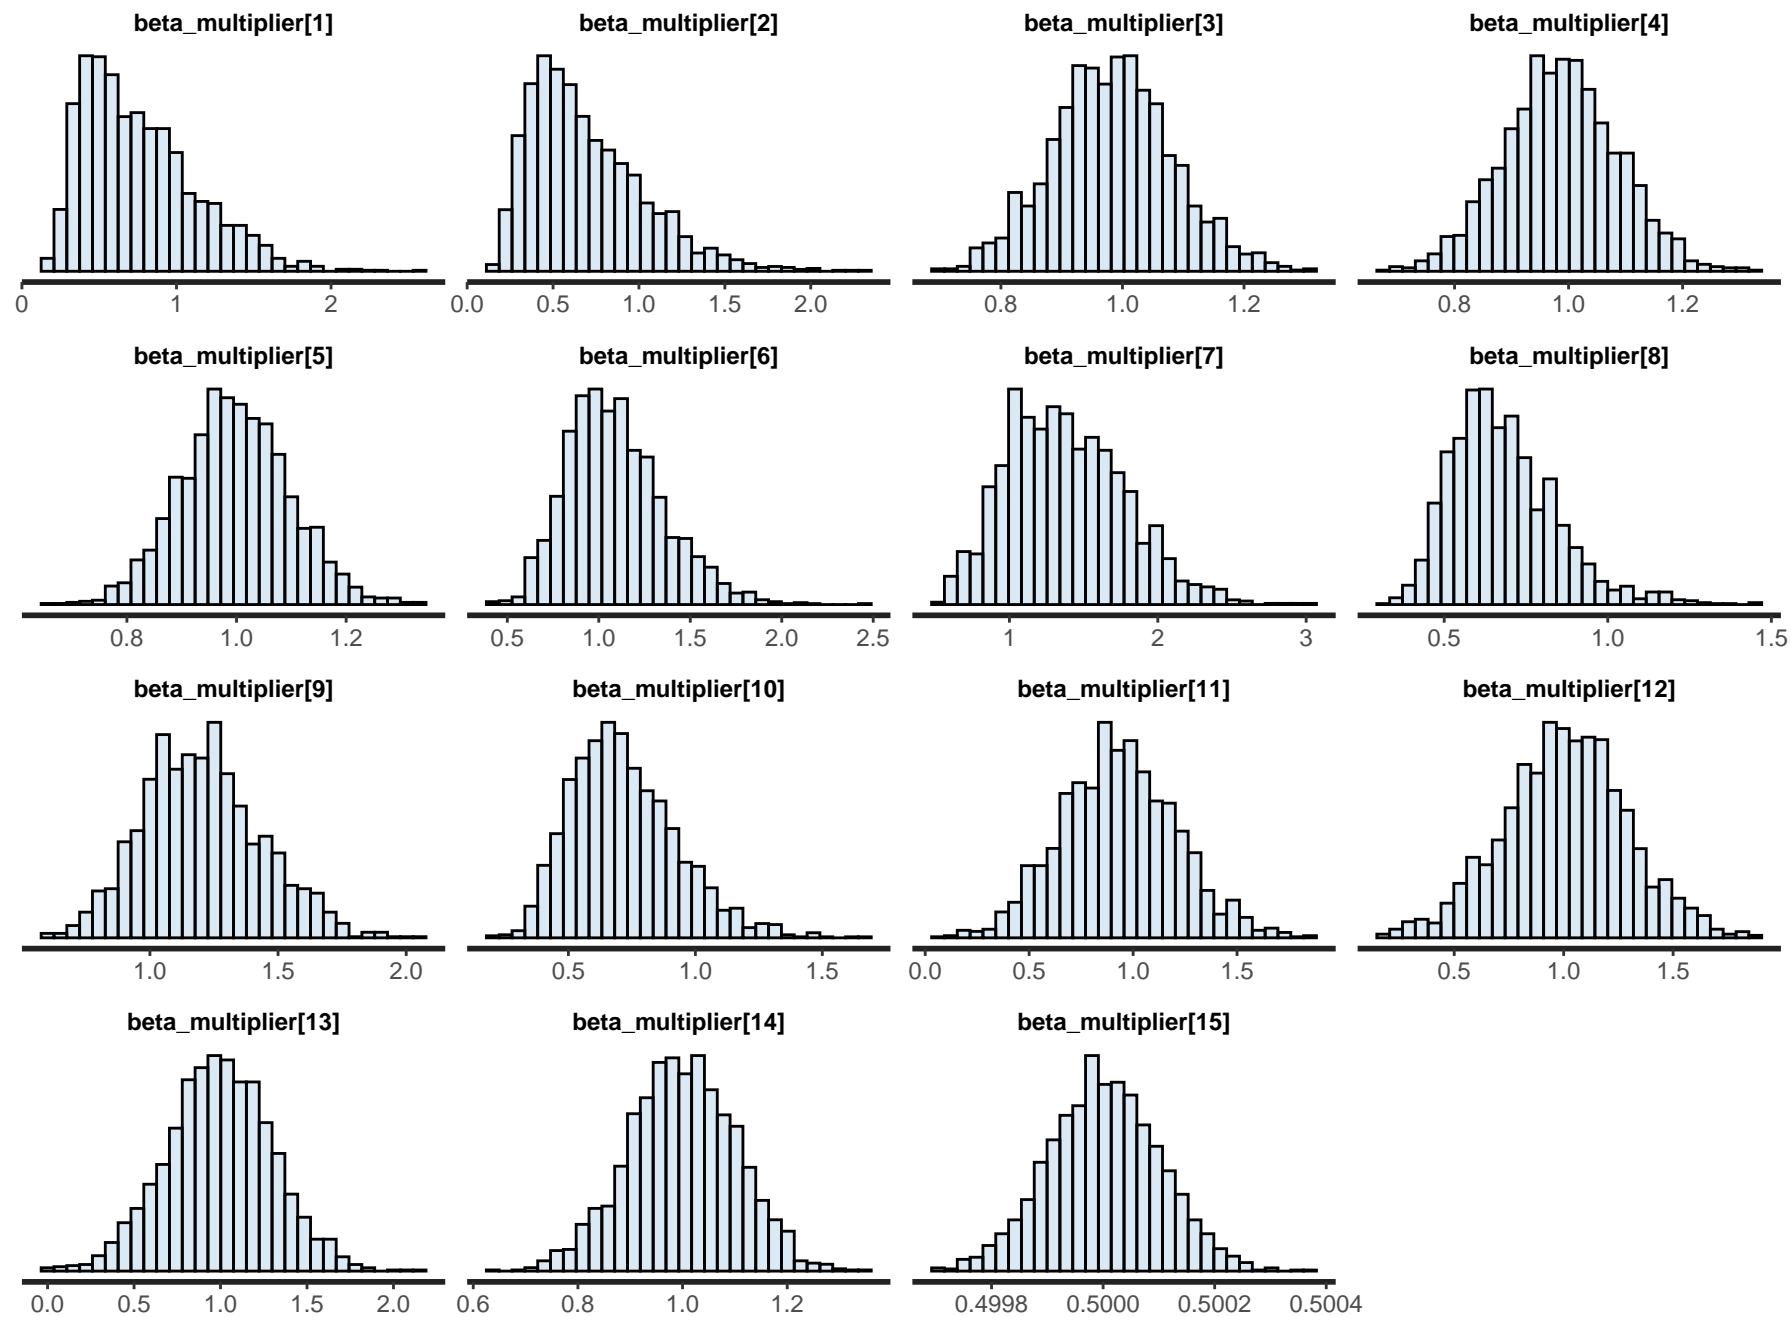 beta_multiplier[1] beta_multiplier[2] beta_multiplier[3] beta_multiplier[4]
0 1 2 0.0 0.5 1.0 1.5 2.0 0.8 1.0 1.2 0.8 1.0 1.2
beta_multiplier[5] beta_multiplier[6] beta_multiplier[7] beta_multiplier[8]
0.8 1.0 1.2 0.5 1.0 1.5 2.0 2.5 1 2 3 0.5 1.0 1.5
beta_multiplier[9] beta_multiplier[10] beta_multiplier[11] beta_multiplier[12]
1.0 1.5 2.0 0.5 1.0 1.5 0.0 0.5 1.0 1.5 0.5 1.0 1.5
beta_multiplier[13] beta_multiplier[14] beta_multiplier[15]
0.0 0.5 1.0 1.5 2.0 0.6 0.8 1.0 1.2 0.4998 0.5000 0.5002 0.5004